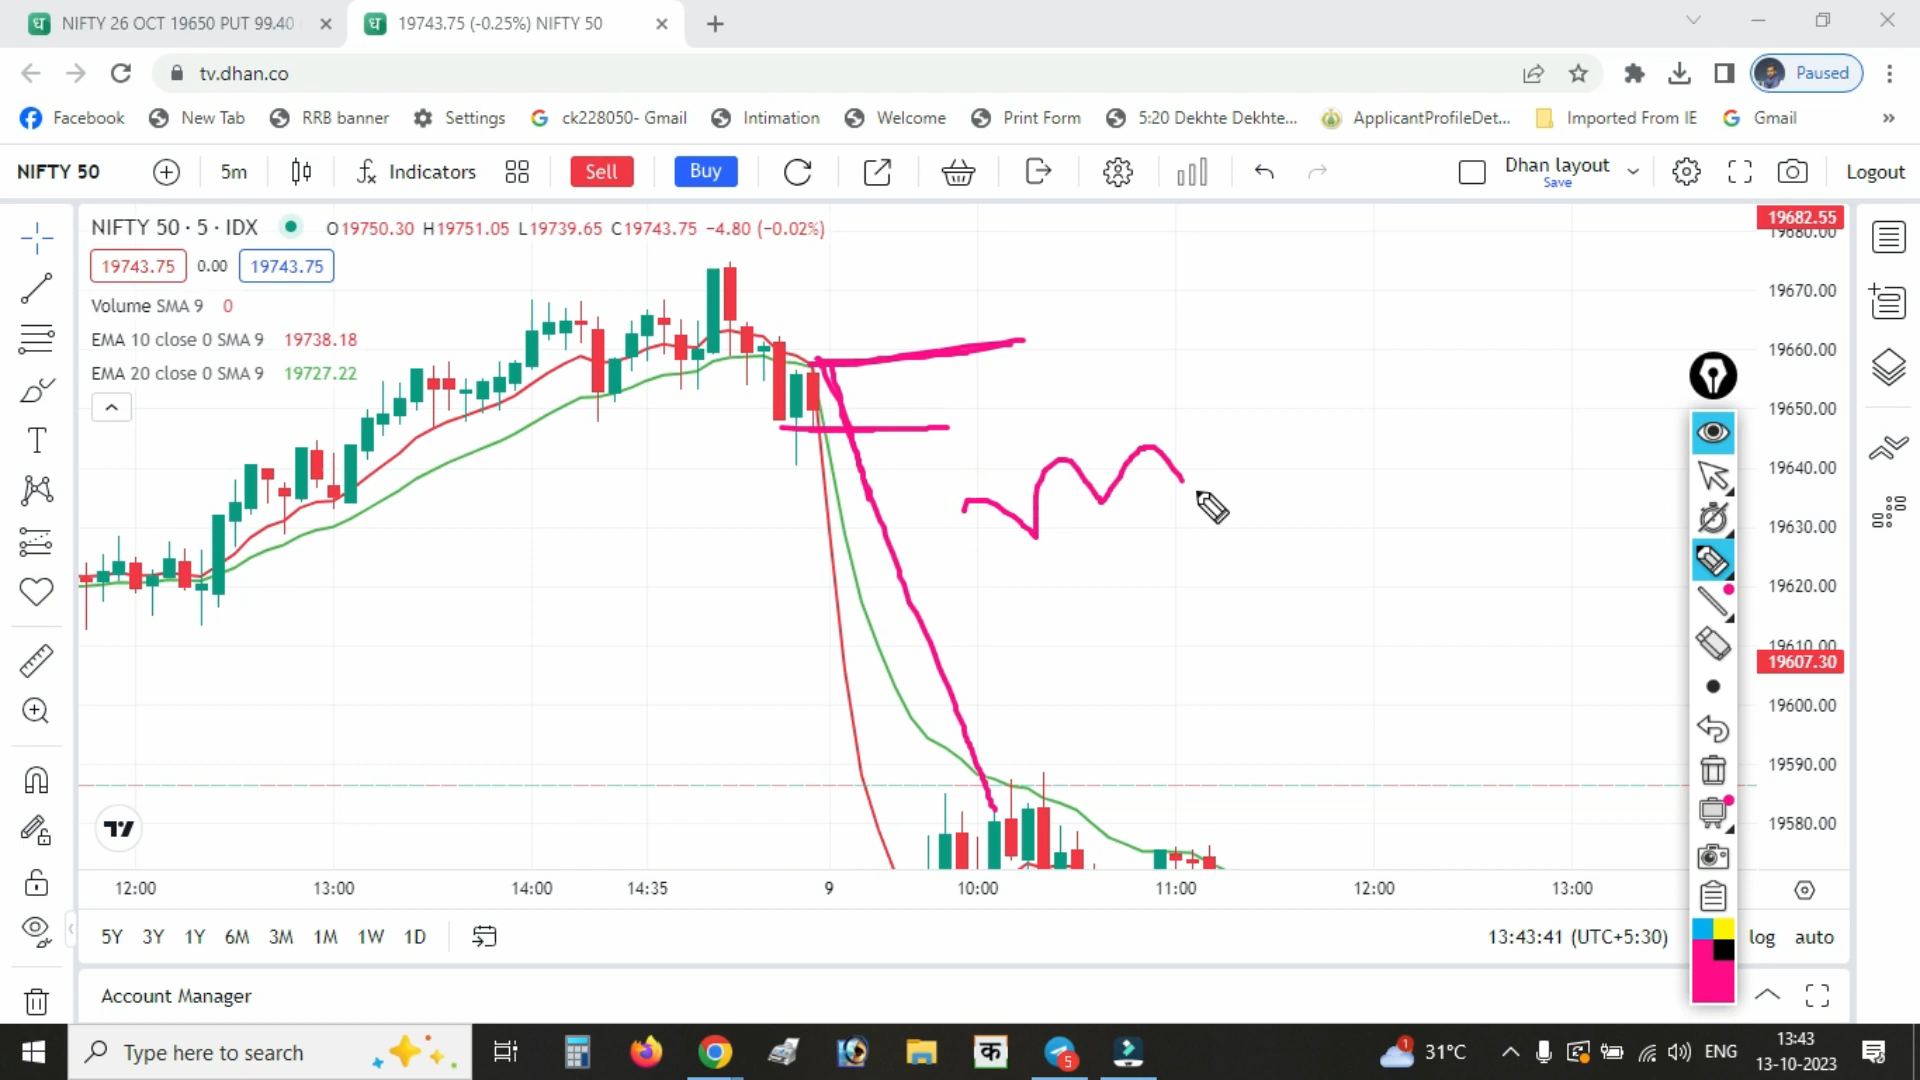 NIFTY 26 OCT 19650 PUT 99.40
19743.75 (-0.25%) NIFTY 50
tv.dhan.co
Paused
Facebook New Tab RRB banner Settings ck228050- Gmail Intimation Welcome Print Form 5:20 Dekhte Dekhte... ApplicantProfileDet... Imported From IE Gmail »
NIFTY 50 5m Indicators Sell Buy Dhan layout Logout
Save
NIFTY 50 · 5 · IDX O19750.30 H19751.05 L19739.65 C19743.75 −4.80 (−0.02%)
19743.75 0.00 19743.75
Volume SMA 9 0
EMA 10 close 0 SMA 9 19738.18
EMA 20 close 0 SMA 9 19727.22
19682.55
19680.00
19670.00
19660.00
19650.00
19640.00
19630.00
19620.00
19610.00
19607.30
19600.00
19590.00
19580.00
12:00 13:00 14:00 14:35 9 10:00 11:00 12:00 13:00
5Y 3Y 1Y 6M 3M 1M 1W 1D 13:43:41 (UTC+5:30) log auto
Account Manager
Type here to search क 5 1 31°C ENG 13:43
13-10-2023